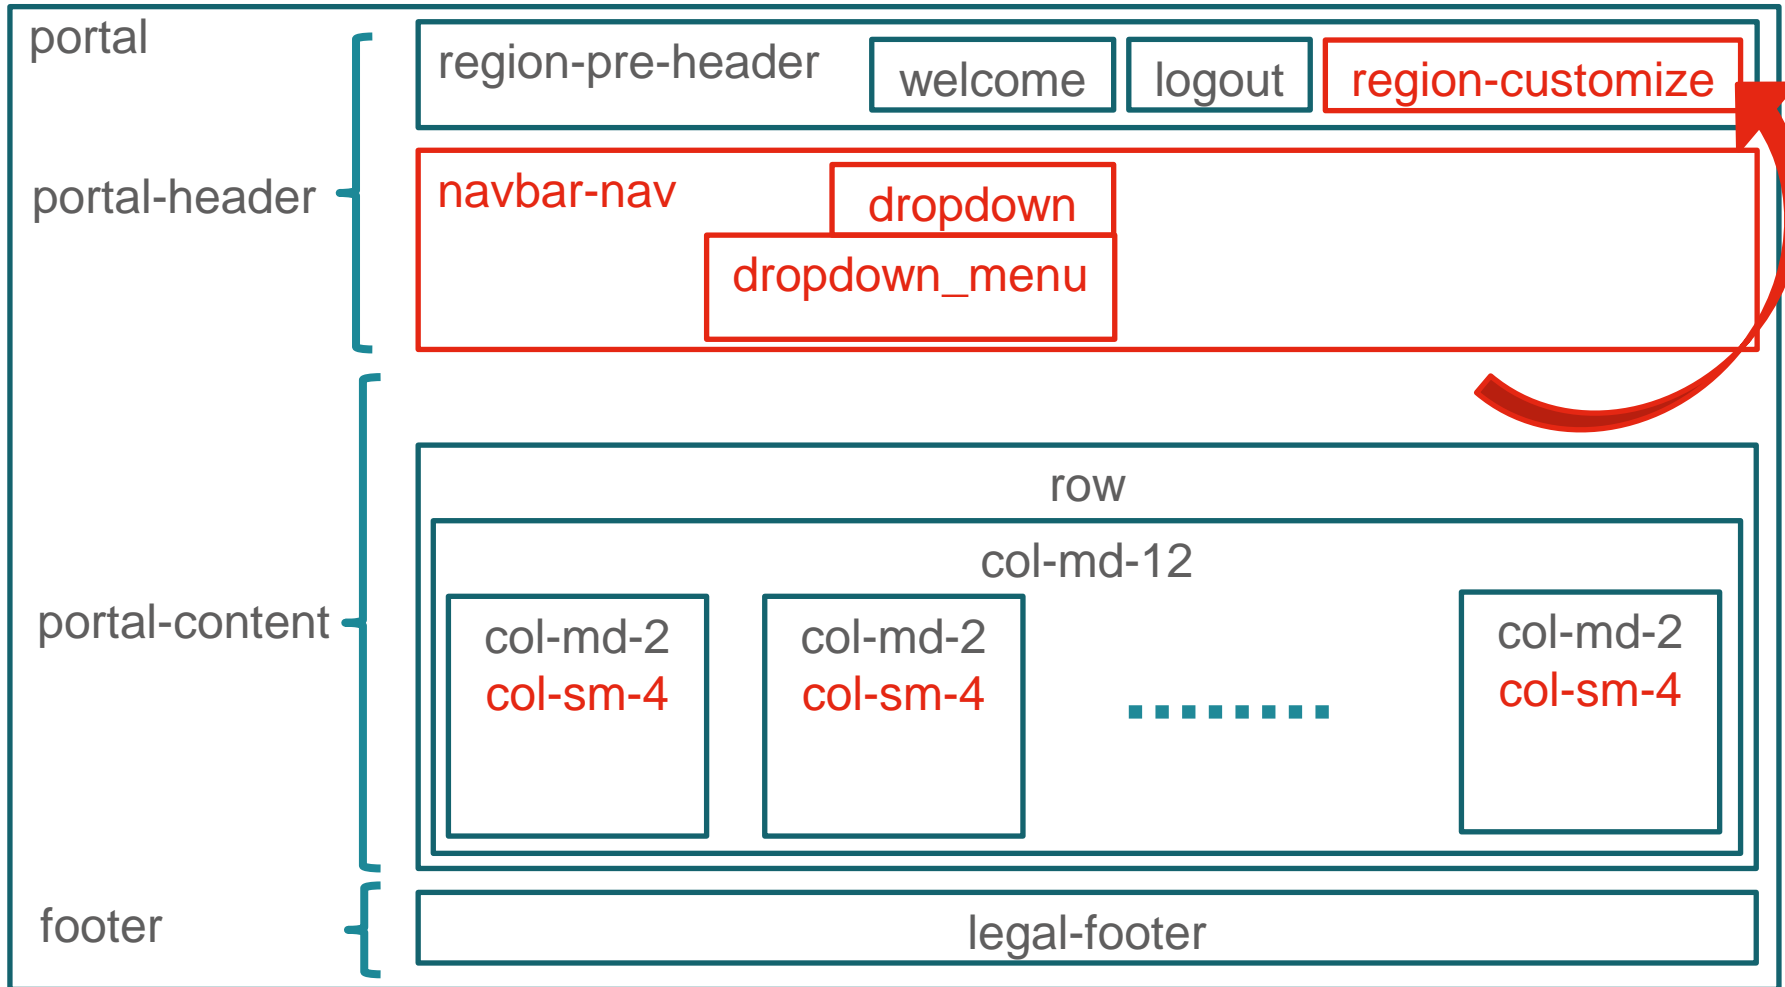 portal
region-pre-header
welcome
logout
region-customize
portal-header
navbar-nav
dropdown
dropdown_menu
row
col-md-12
portal-content
col-md-2
col-sm-4
col-md-2
col-sm-4
col-md-2
col-sm-4
footer
legal-footer